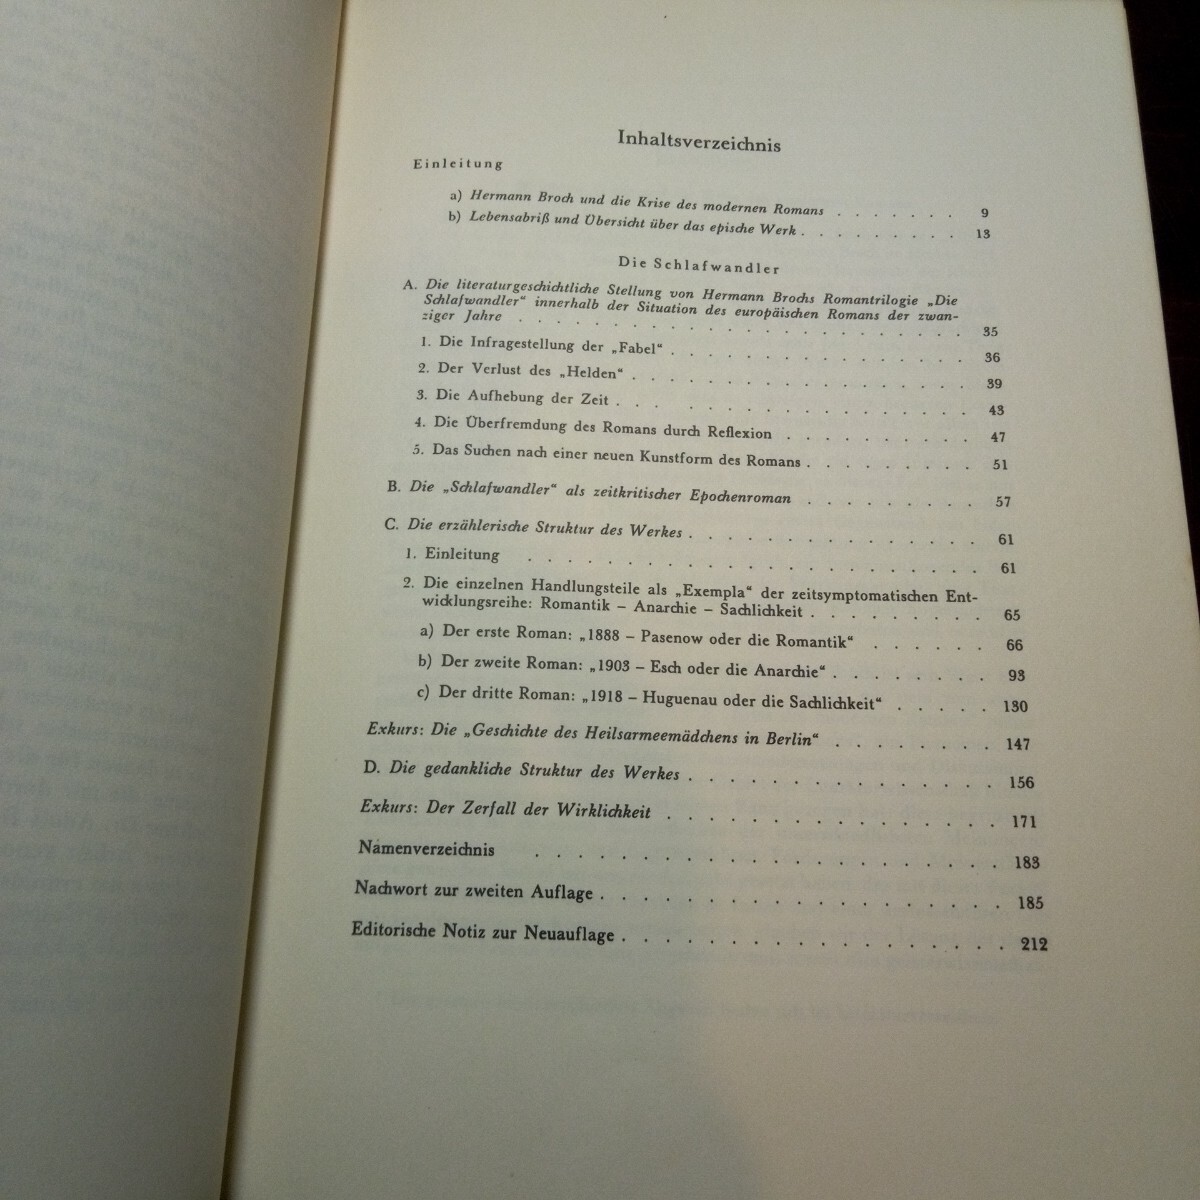 Inhaltsverzeichnis
Einleitung
a) Hermann Broch und die Krise des modernen Romans . . . . . . . 9
b) Lebensabriß und Übersicht über das epische Werk . . . . . . . . 13
Die Schlafwandler
A. Die literaturgeschichtliche Stellung von Hermann Brochs Romantrilogie „Die
Schlafwandler“ innerhalb der Situation des europäischen Romans der zwan-
ziger Jahre . . . . . . . . . . . . . . . . . . . . . . . 35
1. Die Infragestellung der „Fabel“ . . . . . . . . . . . . . . . . 36
2. Der Verlust des „Helden“ . . . . . . . . . . . . . . . . . . 39
3. Die Aufhebung der Zeit . . . . . . . . . . . . . . . . . . 43
4. Die Überfremdung des Romans durch Reflexion . . . . . . . . . 47
5. Das Suchen nach einer neuen Kunstform des Romans . . . . . . . . 51
B. Die „Schlafwandler“ als zeitkritischer Epochenroman . . . . . . . . 57
C. Die erzählerische Struktur des Werkes . . . . . . . . . . . . . . 61
1. Einleitung . . . . . . . . . . . . . . . . . . . . . . . 61
2. Die einzelnen Handlungsteile als „Exempla“ der zeitsymptomatischen Ent-
wicklungsreihe: Romantik – Anarchie – Sachlichkeit . . . . . . . . 65
a) Der erste Roman: „1888 – Pasenow oder die Romantik“ . . . . . . 66
b) Der zweite Roman: „1903 – Esch oder die Anarchie“ . . . . . . . . 93
c) Der dritte Roman: „1918 – Huguenau oder die Sachlichkeit“ . . . . . 130
Exkurs: Die „Geschichte des Heilsarmeemädchens in Berlin“ . . . . . . . . 147
D. Die gedankliche Struktur des Werkes . . . . . . . . . . . . . . . 156
Exkurs: Der Zerfall der Wirklichkeit . . . . . . . . . . . . . . . . 171
Namenverzeichnis . . . . . . . . . . . . . . . . . . . . . . 183
Nachwort zur zweiten Auflage . . . . . . . . . . . . . . . . . . . 185
Editorische Notiz zur Neuauflage . . . . . . . . . . . . . . . . . . 212